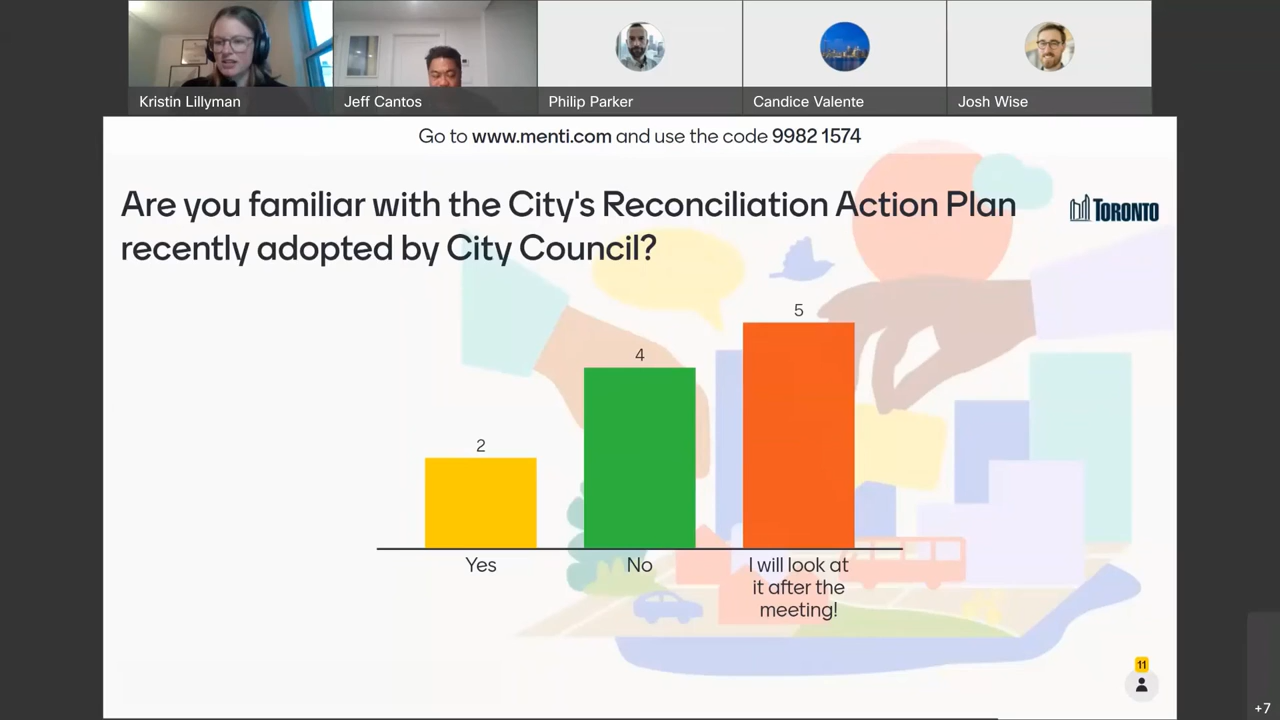 Kristin Lillyman
Jeff Cantos
Philip Parker
Candice Valente
Josh Wise
Go to www.menti.com and use the code 9982 1574
Are you familiar with the City's Reconciliation Action Plan
recently adopted by City Council?
TORONTO
5
4
2
Yes
No
I will look at
it after the
meeting!
11
+7